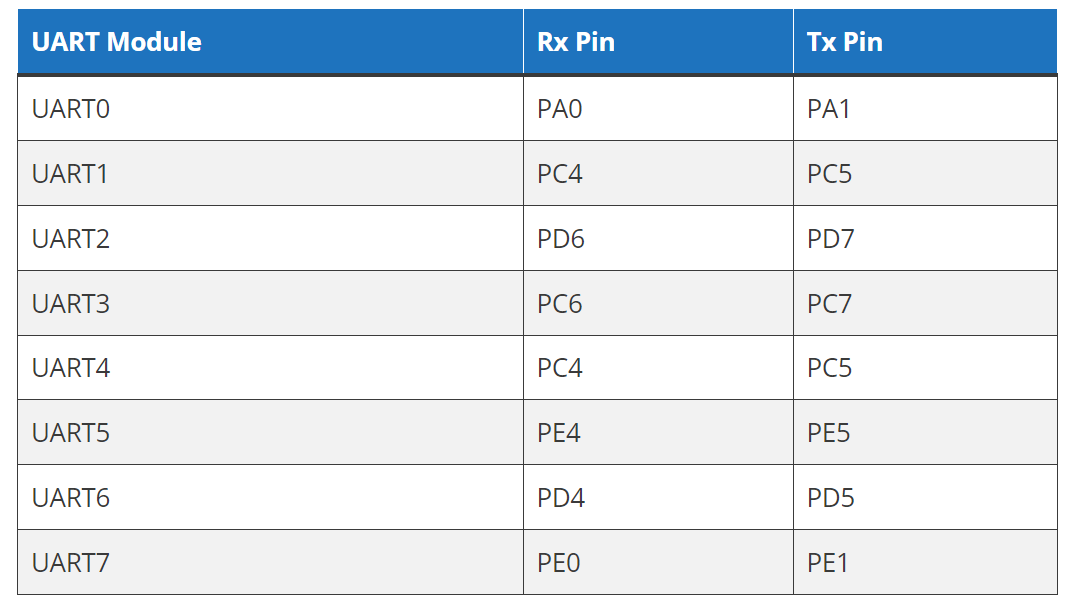 UART Module Rx Pin Tx Pin
UART0 PA0 PA1
UART1 PC4 PC5
UART2 PD6 PD7
UART3 PC6 PC7
UART4 PC4 PC5
UART5 PE4 PE5
UART6 PD4 PD5
UART7 PE0 PE1